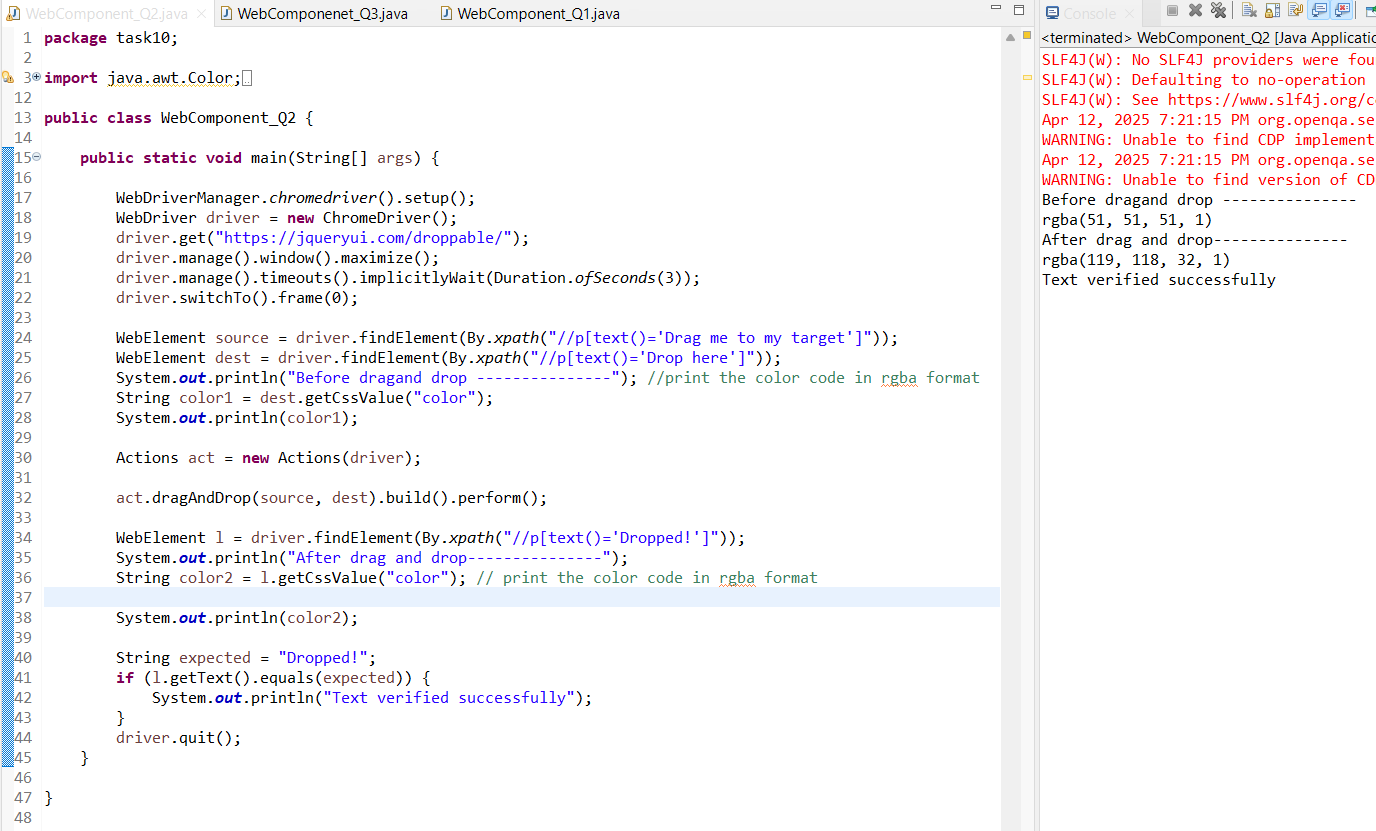 WebComponent_Q2.java
WebComponenet_Q3.java
WebComponent_Q1.java
1 package task10;
2
3 import java.awt.Color;
12
13 public class WebComponent_Q2 {
14
15 public static void main(String[] args) {
16
17 WebDriverManager.chromedriver().setup();
18 WebDriver driver = new ChromeDriver();
19 driver.get("https://jqueryui.com/droppable/");
20 driver.manage().window().maximize();
21 driver.manage().timeouts().implicitlyWait(Duration.ofSeconds(3));
22 driver.switchTo().frame(0);
23
24 WebElement source = driver.findElement(By.xpath("//p[text()='Drag me to my target']"));
25 WebElement dest = driver.findElement(By.xpath("//p[text()='Drop here']"));
26 System.out.println("Before dragand drop ---------------"); //print the color code in rgba format
27 String color1 = dest.getCssValue("color");
28 System.out.println(color1);
29
30 Actions act = new Actions(driver);
31
32 act.dragAndDrop(source, dest).build().perform();
33
34 WebElement l = driver.findElement(By.xpath("//p[text()='Dropped!']"));
35 System.out.println("After drag and drop---------------");
36 String color2 = l.getCssValue("color"); // print the color code in rgba format
37
38 System.out.println(color2);
39
40 String expected = "Dropped!";
41 if (l.getText().equals(expected)) {
42 System.out.println("Text verified successfully");
43 }
44 driver.quit();
45 }
46
47 }
48
Console
<terminated> WebComponent_Q2 [Java Applicatio
SLF4J(W): No SLF4J providers were fou
SLF4J(W): Defaulting to no-operation
SLF4J(W): See https://www.slf4j.org/c
Apr 12, 2025 7:21:15 PM org.openqa.se
WARNING: Unable to find CDP implement
Apr 12, 2025 7:21:15 PM org.openqa.se
WARNING: Unable to find version of CD
Before dragand drop ---------------
rgba(51, 51, 51, 1)
After drag and drop---------------
rgba(119, 118, 32, 1)
Text verified successfully